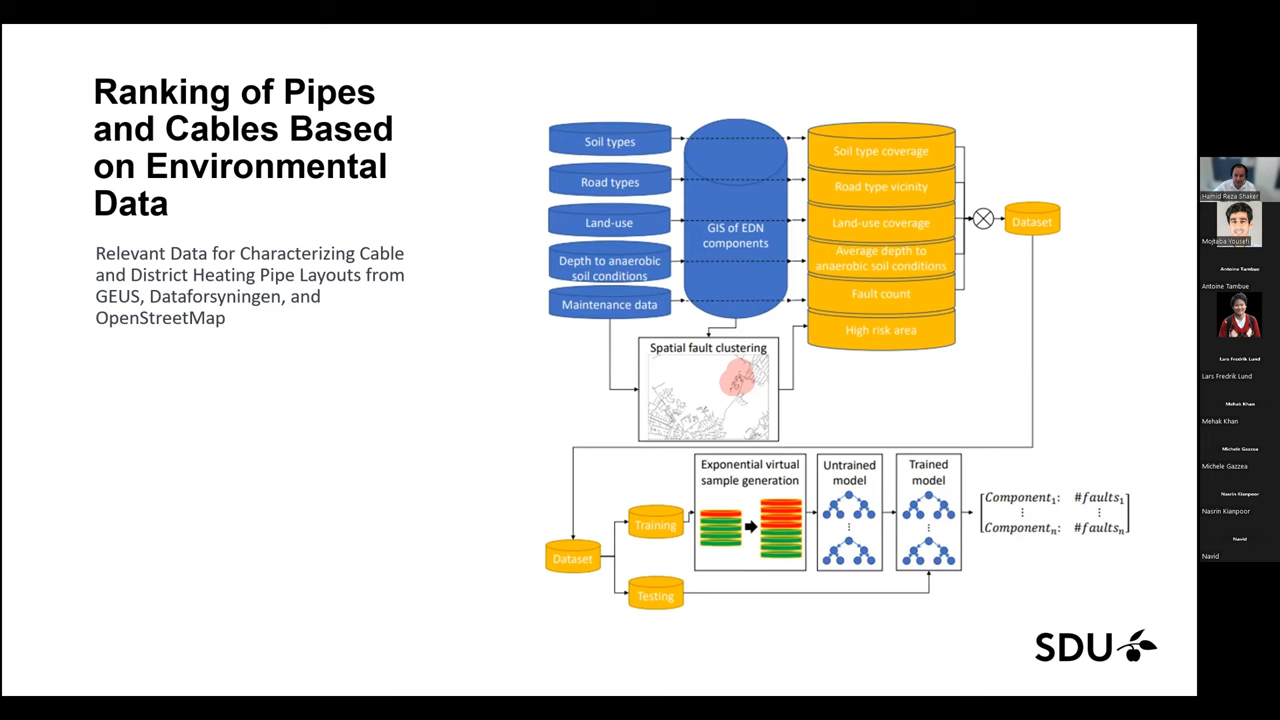 Ranking of Pipes
and Cables Based
on Environmental
Data
Relevant Data for Characterizing Cable
and District Heating Pipe Layouts from
GEUS, Dataforsyningen, and
OpenStreetMap
Soil types
Road types
Land-use
Depth to anaerobic
soil conditions
Maintenance data
GIS of EDN
components
Soil type coverage
Road type vicinity
Land-use coverage
Average depth to
anaerobic soil conditions
Fault count
High risk area
Dataset
Spatial fault clustering
Dataset
Training
Testing
Exponential virtual
sample generation
Untrained
model
Trained
model
Component₁: #faults₁
⋮ ⋮
Componentₙ: #faultsₙ
SDU
Hamid Reza Shaker
Mojtaba Yousefi
Antoine Tambue
Antoine Tambue
Lars Fredrik Lund
Lars Fredrik Lund
Mehak Khan
Mehak Khan
Michele Gazzea
Michele Gazzea
Nasrin Kianpoor
Nasrin Kianpoor
Navid
Navid